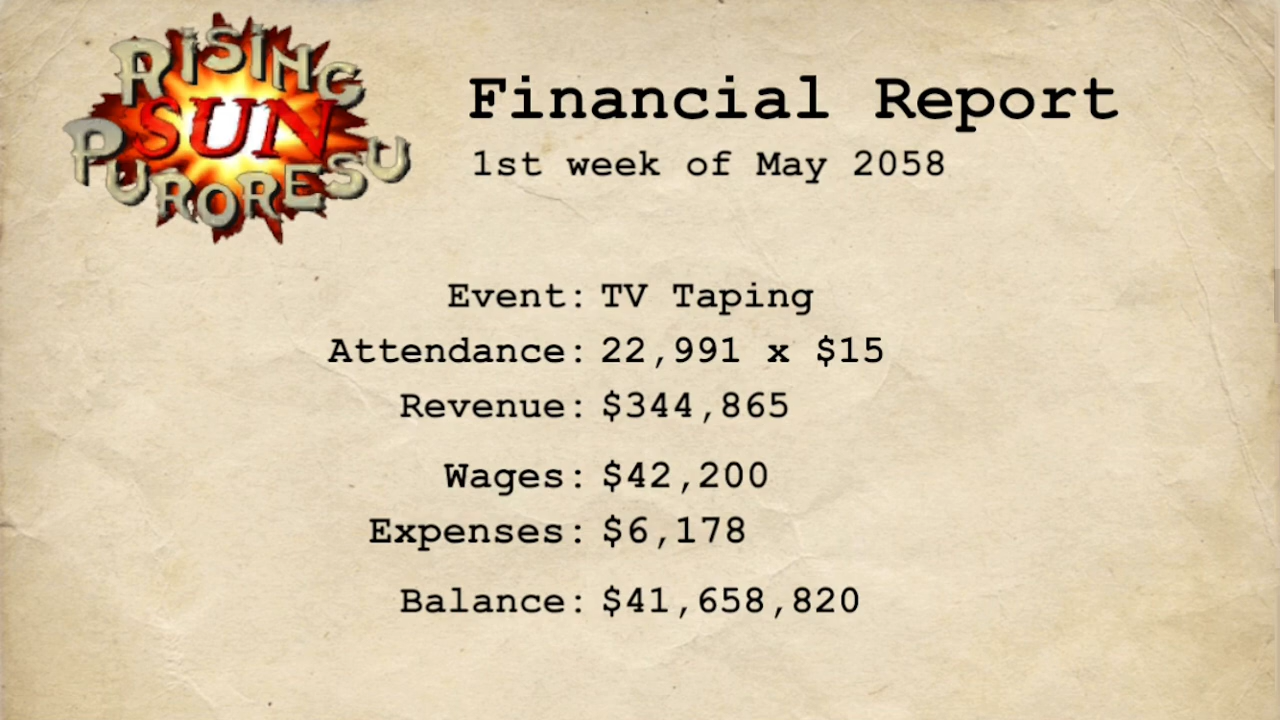 RISING
SUN
PURORESU
Financial Report
1st week of May 2058
Event: TV Taping
Attendance: 22,991 x $15
Revenue: $344,865
Wages: $42,200
Expenses: $6,178
Balance: $41,658,820